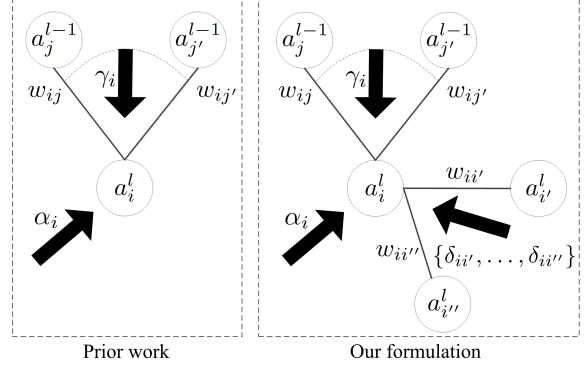 a_j^{l-1} a_{j'}^{l-1}
γ_i
w_{ij} w_{ij'}
a_i^l
α_i
Prior work
a_j^{l-1} a_{j'}^{l-1}
γ_i
w_{ij} w_{ij'}
a_i^l w_{ii'} a_{i'}^l
α_i
w_{ii''} {δ_{ii'}, ..., δ_{ii''}}
a_{i''}^l
Our formulation